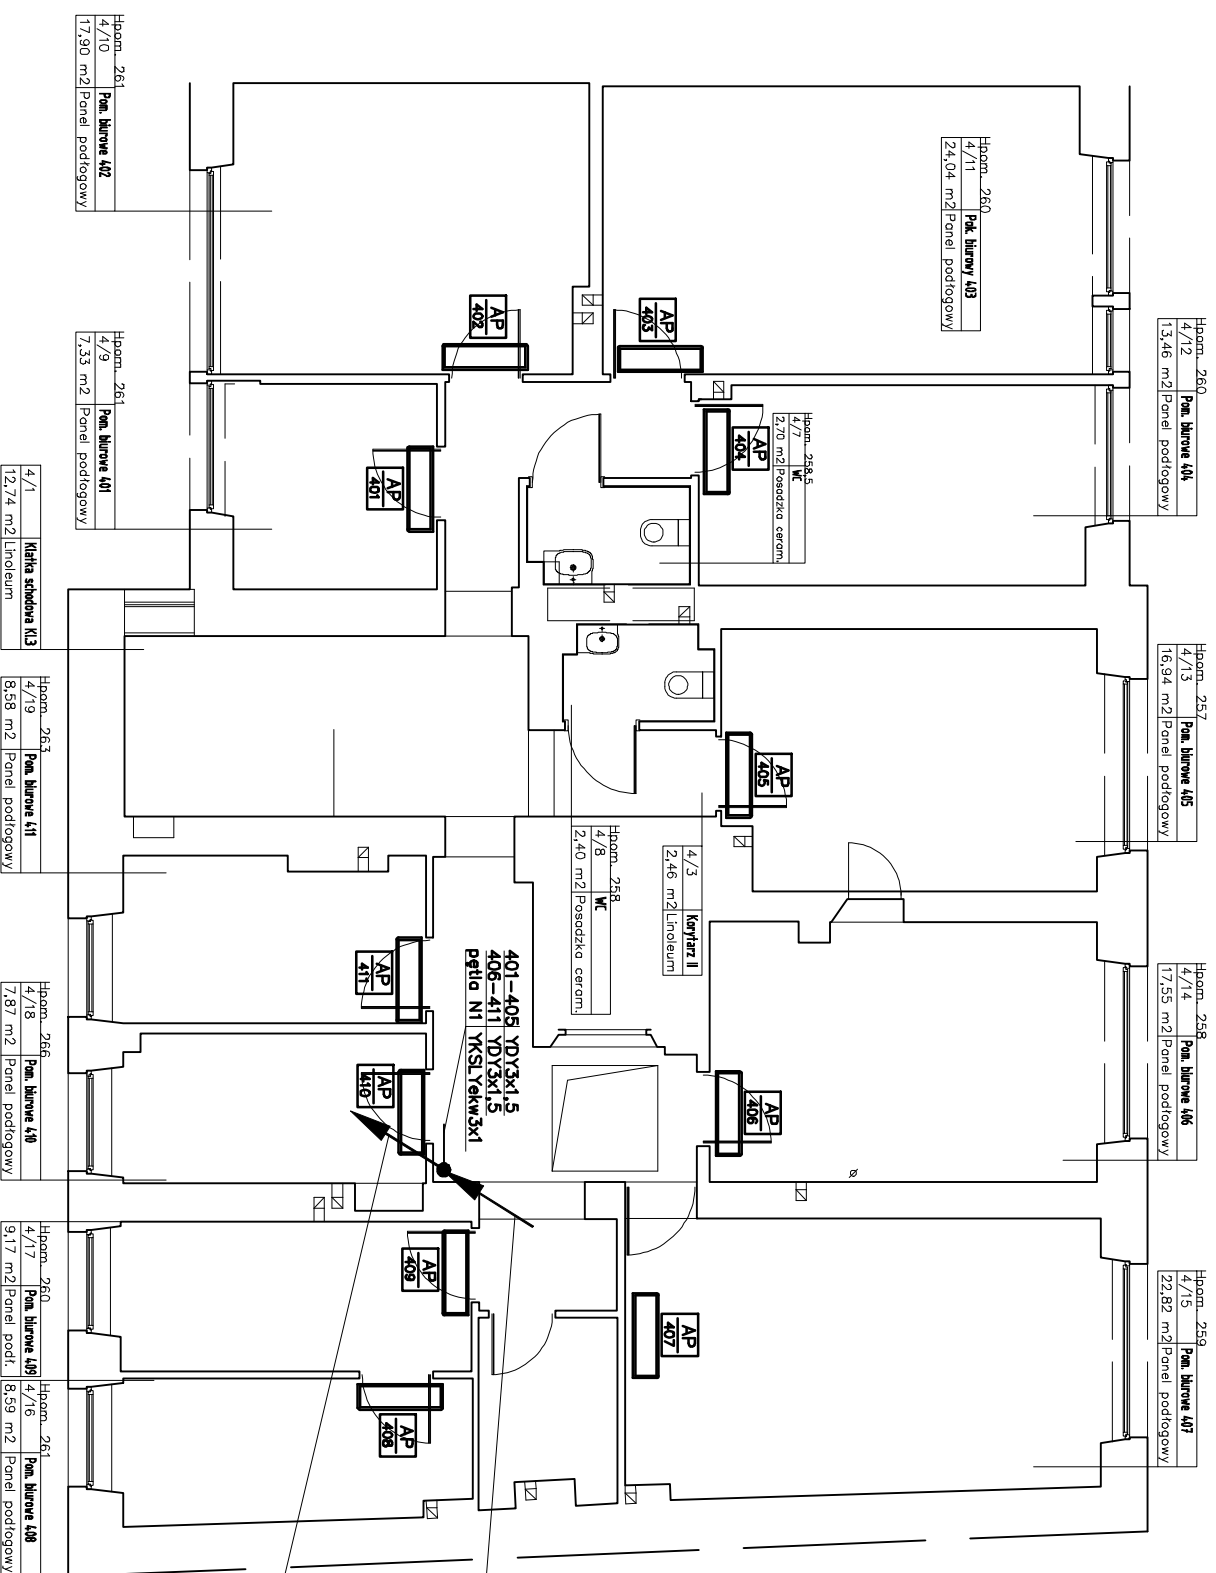 Hpom. 261
4/10 Pom. biurowe 402
17,90 m2 Panel podłogowy
Hpom. 260
4/11 Pok. biurowy 403
24,04 m2 Panel podłogowy
Hpom. 260
4/12 Pom. biurowe 404
13,46 m2 Panel podłogowy
Hpom. 261
4/9 Pom. biurowe 401
7,33 m2 Panel podłogowy
Hpom. 258,5
4/7 WC
2,70 m2 Posadzka ceram.
4/1 Klatka schodowa Kl.3
12,74 m2 Linoleum
Hpom. 257
4/13 Pom. biurowe 405
16,94 m2 Panel podłogowy
Hpom. 263
4/19 Pom. biurowe 411
8,58 m2 Panel podłogowy
Hpom. 258
4/8 WC
2,40 m2 Posadzka ceram.
4/3 Korytarz II
2,46 m2 Linoleum
Hpom. 258
4/14 Pom. biurowe 406
17,55 m2 Panel podłogowy
Hpom. 266
4/18 Pom. biurowe 410
7,87 m2 Panel podłogowy
Hpom. 260
4/17 Pom. biurowe 409
9,17 m2 Panel podł.
Hpom. 259
4/15 Pom. biurowe 407
22,82 m2 Panel podłogowy
Hpom. 261
4/16 Pom. biurowe 408
8,59 m2 Panel podłogowy
401-405 YDY3x1,5
406-411 YDY3x1,5
pętla N1 YKSLYekw3x1
AP
402
AP
403
AP
404
AP
401
AP
405
AP
411
AP
410
AP
406
AP
409
AP
407
AP
408